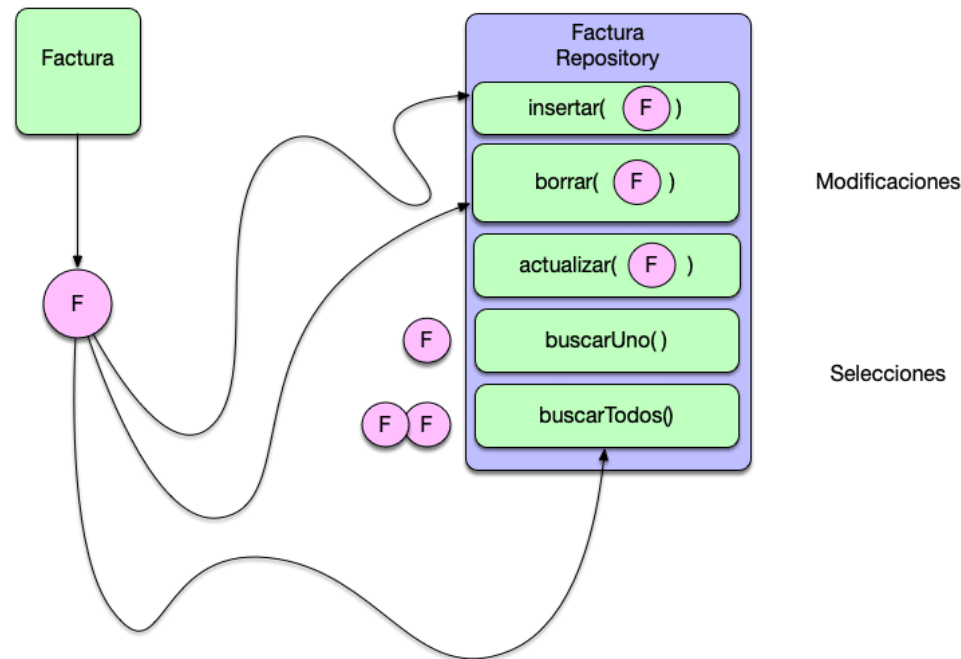 Factura
Factura
Repository
insertar( F )
borrar( F )
Modificaciones
actualizar( F )
F
F
buscarUno()
Selecciones
F F
buscarTodos()